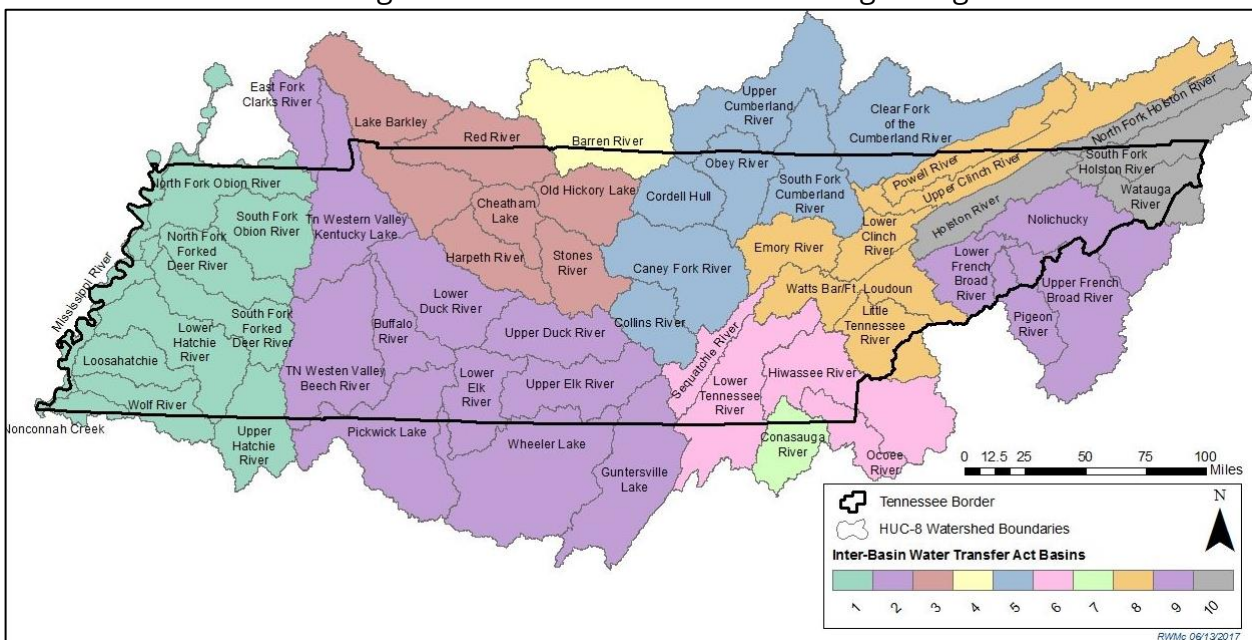 East Fork
Clarks River
Lake Barkley
Red River
Barren River
Upper
Cumberland
River
Clear Fork
of the
Cumberland River
North Fork Holston River
Powell River
Upper Clinch River
South Fork
Holston River
Watauga
River
Holston River
Nolichucky
North Fork Obion River
South Fork
Obion River
Tn Western Valley
Kentucky Lake
Cheatham
Lake
Old Hickory Lake
Obey River
Cordell Hull
South Fork
Cumberland
River
Lower
Clinch
River
Emory River
North Fork
Forked
Deer River
Harpeth River
Stones
River
Caney Fork River
Watts Bar/Ft. Loudoun
Lower
French
Broad
River
Upper French
Broad River
Pigeon
River
Mississippi River
Loosahatchie
Lower
Hatchie
River
South Fork
Forked
Deer River
Buffalo
River
Lower
Duck River
Upper Duck River
Collins River
Little
Tennessee
River
Sequatchie River
TN Westen Valley
Beech River
Lower
Elk
River
Upper Elk River
Lower
Tennessee
River
Hiwassee River
Wolf River
Nonconnah Creek
Upper
Hatchie
River
Pickwick Lake
Wheeler Lake
Guntersville
Lake
Conasauga
River
Ocoee
River
0 12.5 25 50 75 100
Miles
Tennessee Border
HUC-8 Watershed Boundaries
N
Inter-Basin Water Transfer Act Basins
1 2 3 4 5 6 7 8 9 10
RWMc 06/13/2017